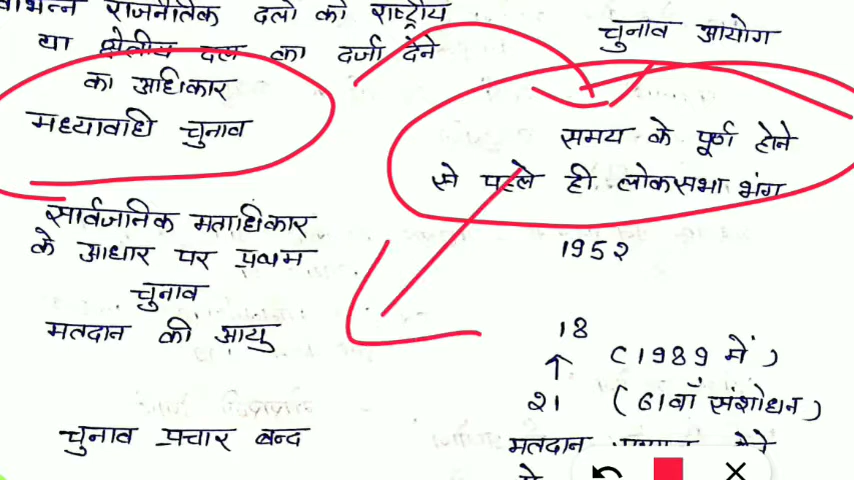 विभिन्न राजनैतिक दलों को राष्ट्रीय
या क्षेत्रीय दल का दर्जा देने
का अधिकार
चुनाव आयोग
मध्यावधि चुनाव
समय के पूर्ण होने
से पहले ही लोकसभा भंग
सार्वजनिक मताधिकार
के आधार पर प्रथम
चुनाव
1952
मतदान की आयु
18
↑ (1989 में)
21 (61वाँ संशोधन)
चुनाव प्रचार बन्द
मतदान